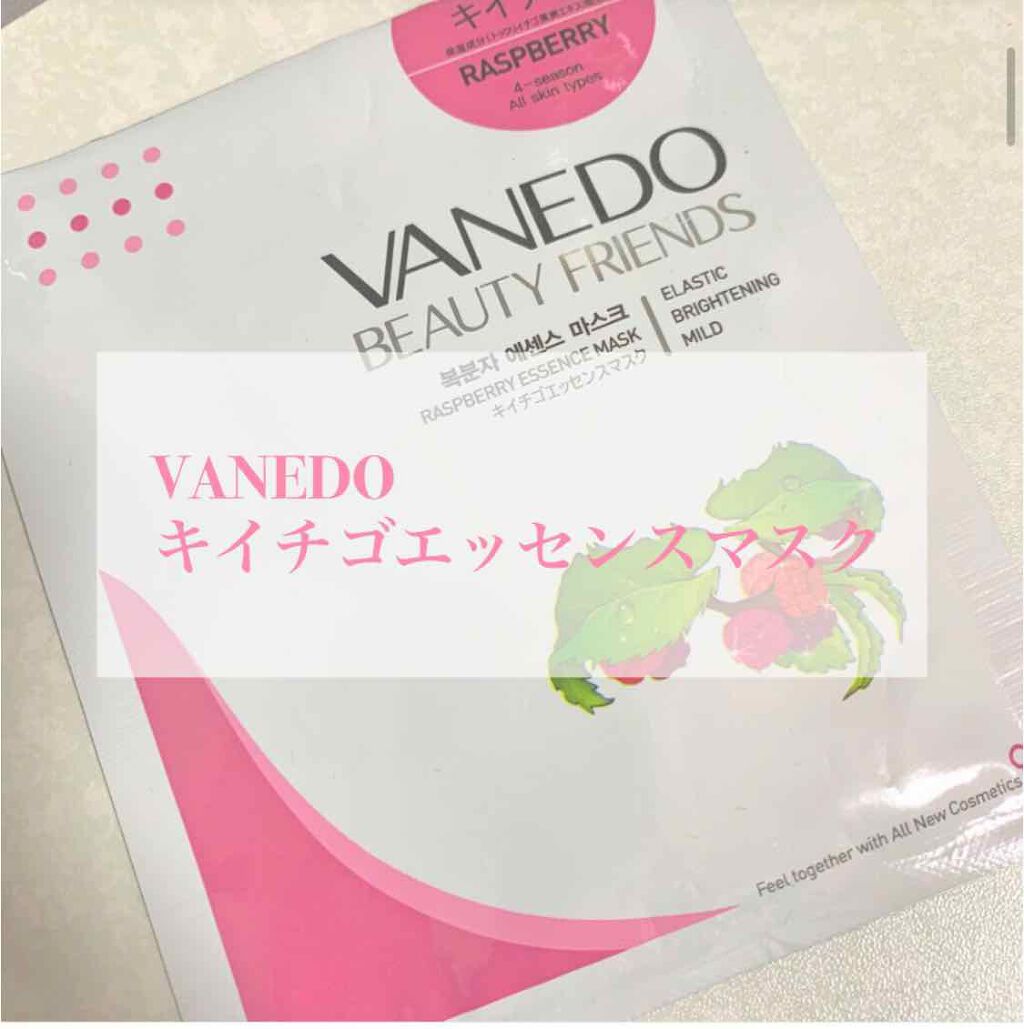 キイチゴ
RASPBERRY
4-season
All skin types
VANEDO
BEAUTY FRIENDS
복분자 에센스 마스크
RASPBERRY ESSENCE MASK
キイチゴエッセンスマスク
ELASTIC
BRIGHTENING
MILD
VANEDO
キイチゴエッセンスマスク
Feel together with All New Cosmetics